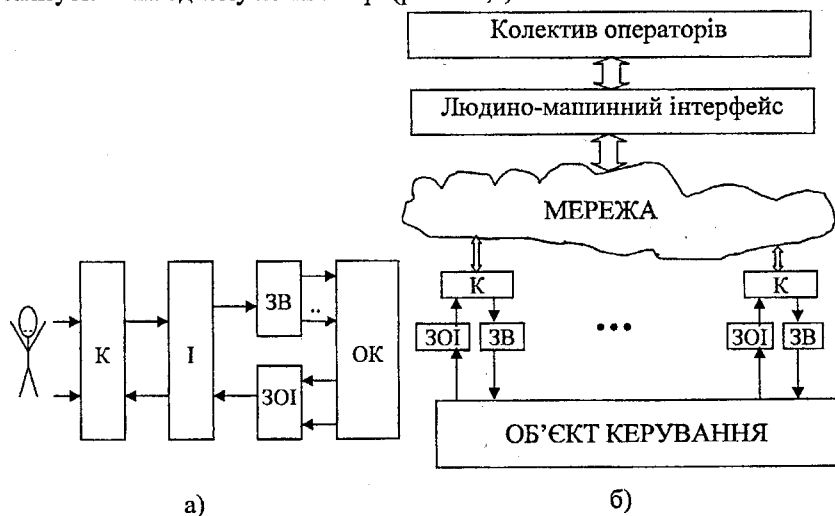 Колектив операторів
Людино-машинний інтерфейс
МЕРЕЖА
К
К
ЗОІ
ЗВ
•••
ЗОІ
ЗВ
ОБ’ЄКТ КЕРУВАННЯ
К
І
ЗВ
..
ЗОІ
ОК
а)
б)